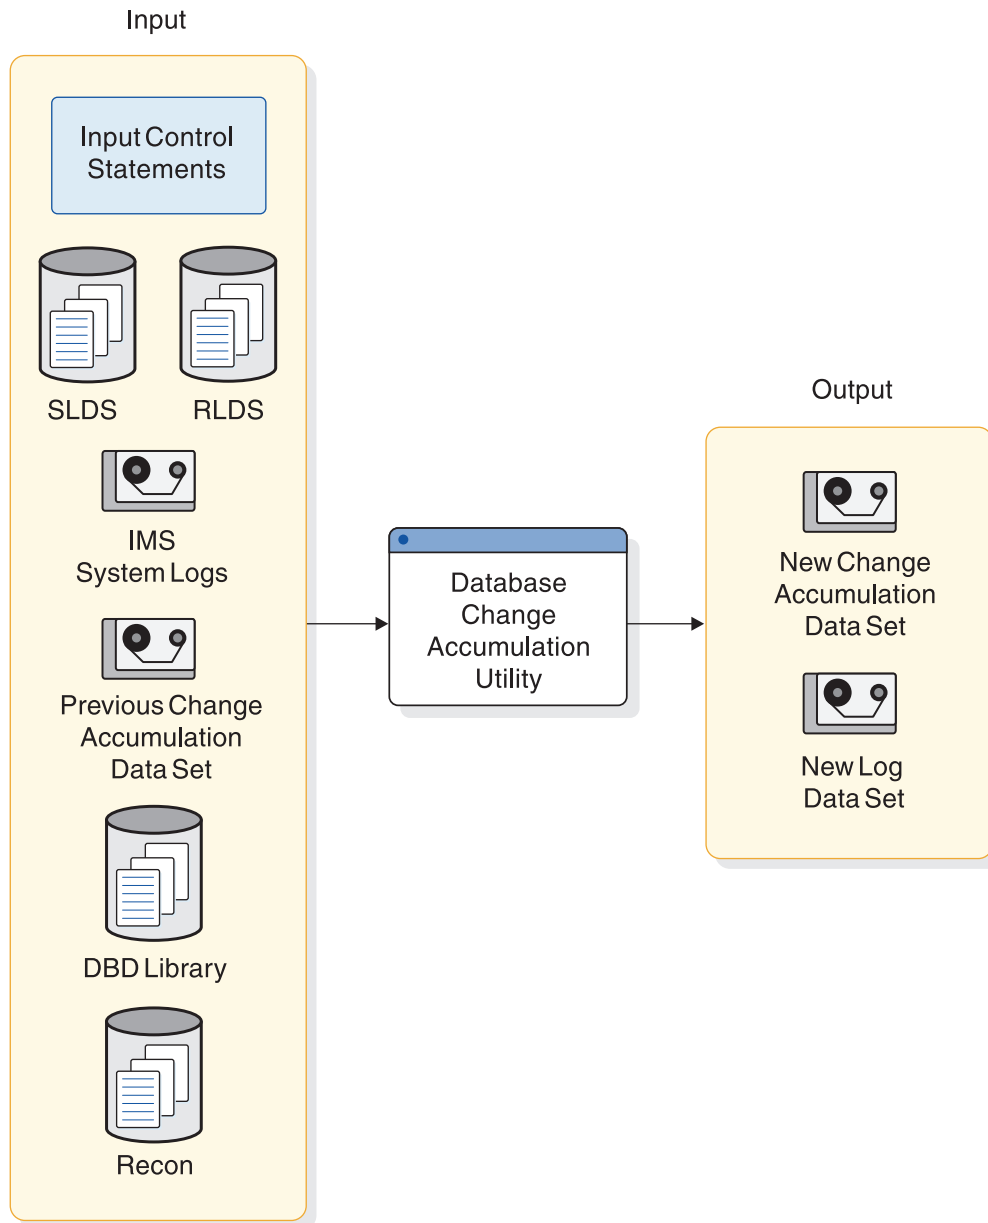 Input
Input Control
Statements
SLDS
RLDS
IMS
System Logs
Previous Change
Accumulation
Data Set
DBD Library
Recon
Database
Change
Accumulation
Utility
Output
New Change
Accumulation
Data Set
New Log
Data Set